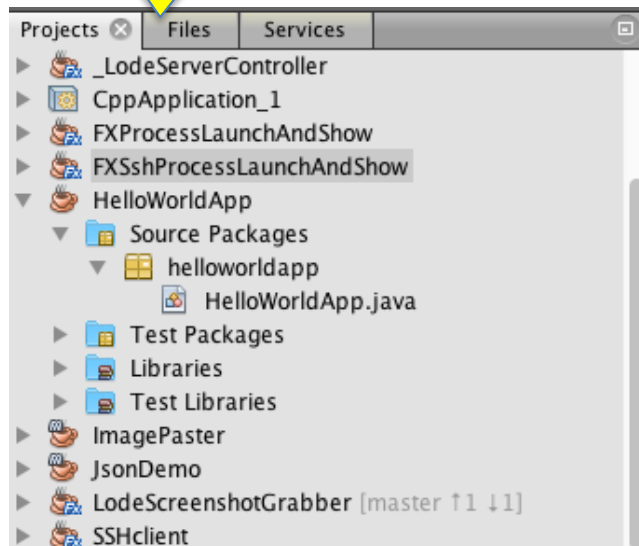 Projects Files Services
_LodeServerController
CppApplication_1
FXProcessLaunchAndShow
FXSshProcessLaunchAndShow
HelloWorldApp
Source Packages
helloworldapp
HelloWorldApp.java
Test Packages
Libraries
Test Libraries
ImagePaster
JsonDemo
LodeScreenshotGrabber [master ↑1 ↓1]
SSHclient